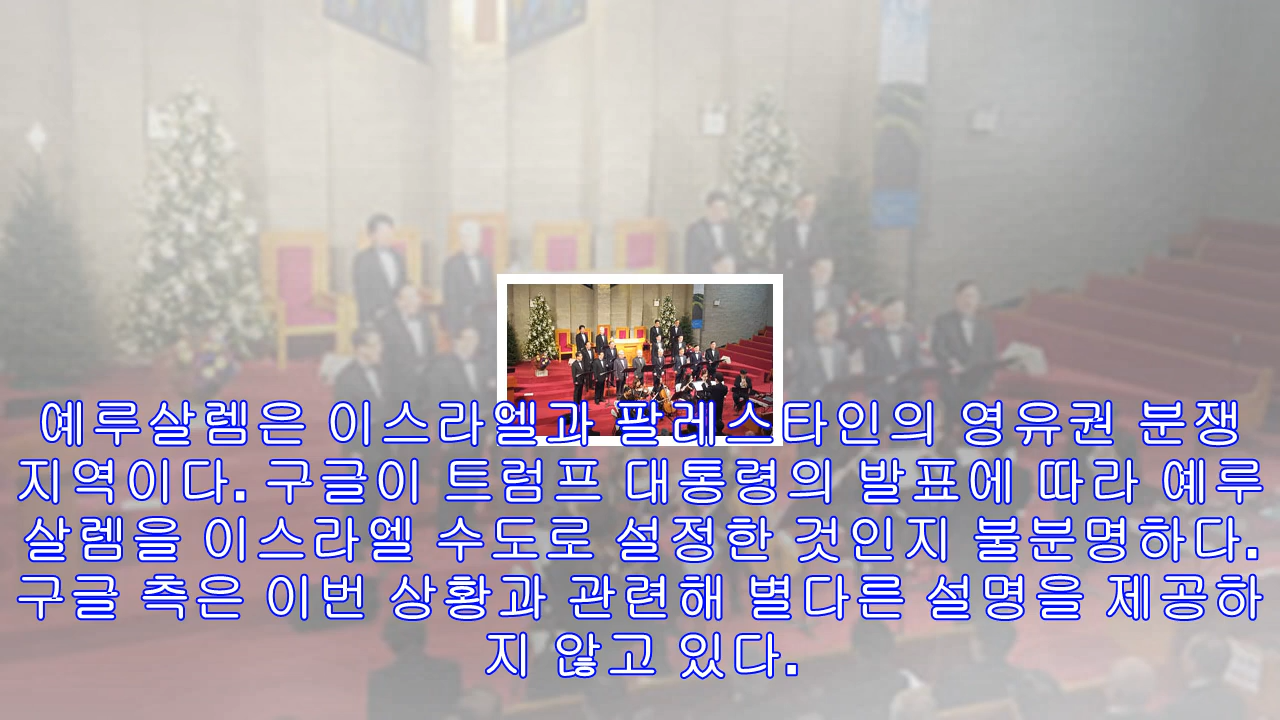 예루살렘은 이스라엘과 팔레스타인의 영유권 분쟁
지역이다. 구글이 트럼프 대통령의 발표에 따라 예루
살렘을 이스라엘 수도로 설정한 것인지 불분명하다.
구글 측은 이번 상황과 관련해 별다른 설명을 제공하
지 않고 있다.